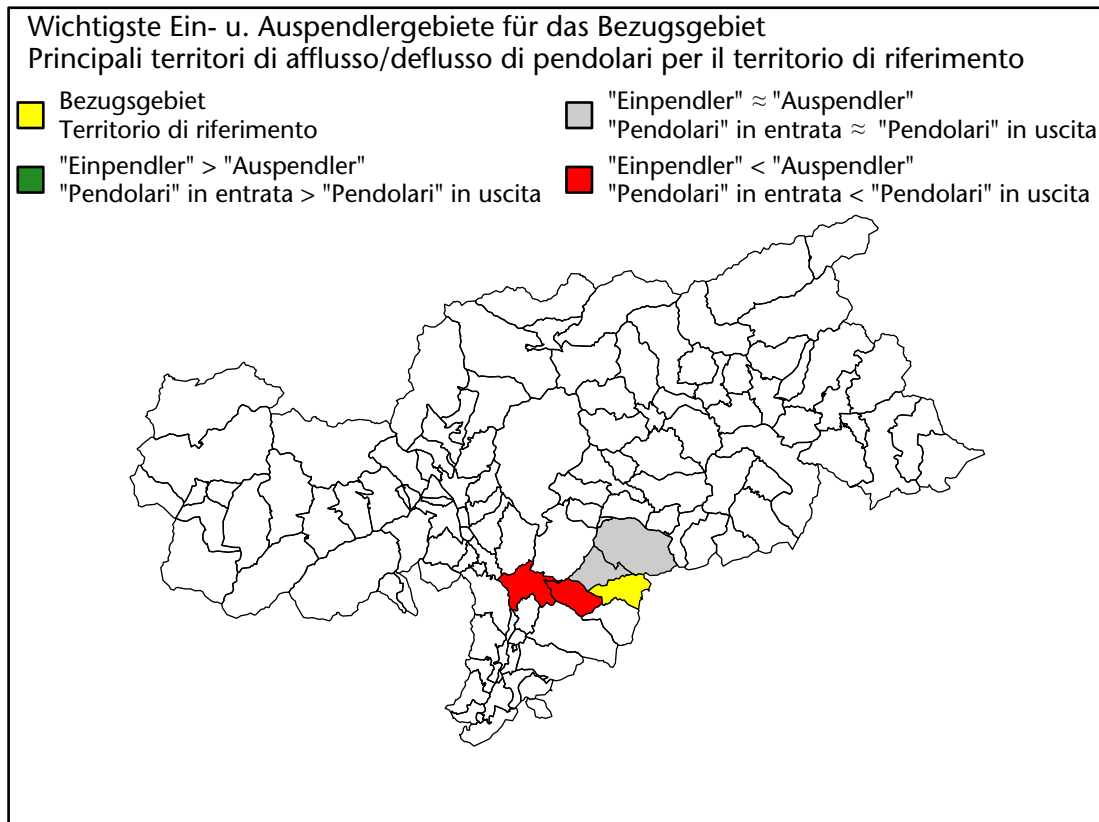 Wichtigste Ein- u. Auspendlergebiete für das Bezugsgebiet
Principali territori di afflusso/deflusso di pendolari per il territorio di riferimento
Bezugsgebiet
Territorio di riferimento
"Einpendler" > "Auspendler"
"Pendolari" in entrata > "Pendolari" in uscita
"Einpendler" ≈ "Auspendler"
"Pendolari" in entrata ≈ "Pendolari" in uscita
"Einpendler" < "Auspendler"
"Pendolari" in entrata < "Pendolari" in uscita